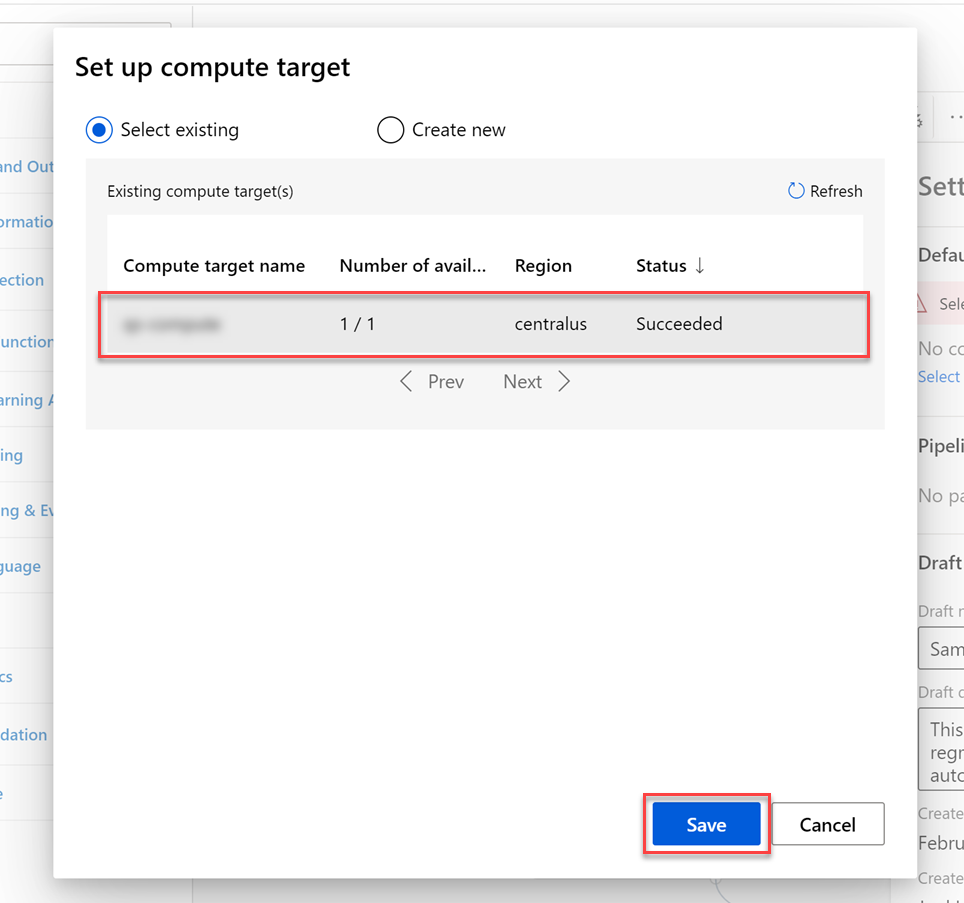 Set up compute target
Select existing
Create new
Existing compute target(s)
Refresh
Compute target name
Number of avail...
Region
Status ↓
1 / 1
centralus
Succeeded
Prev
Next
Save
Cancel
and Out
ormatio
ection
unction
arning A
ing
ng & Ev
guage
cs
dation
e
Sett
Defau
Sele
No co
Select
Pipeli
No pa
Draft
Draft n
Sam
Draft d
This
regr
auto
Create
Febru
Create